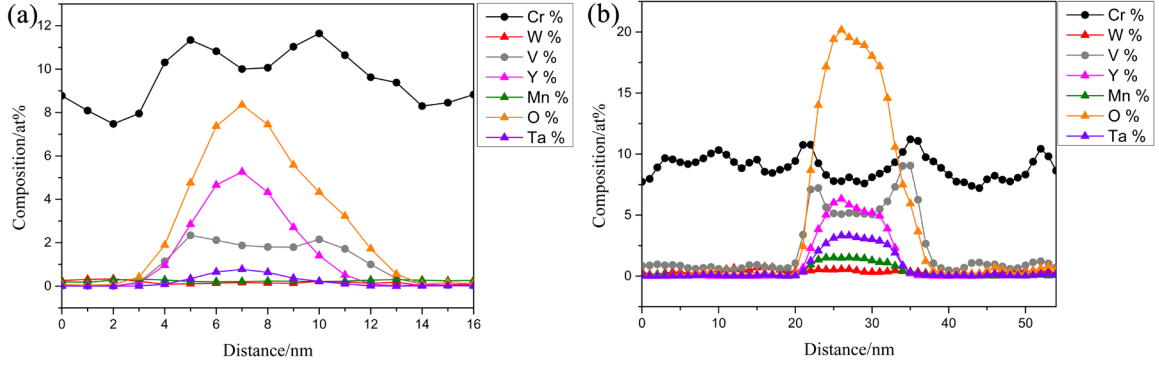 (a)
12
10
8
6
4
2
0
Composition/at%
0 2 4 6 8 10 12 14 16
Distance/nm
Cr %
W %
V %
Y %
Mn %
O %
Ta %
(b)
20
15
10
5
0
Composition/at%
0 10 20 30 40 50
Distance/nm
Cr %
W %
V %
Y %
Mn %
O %
Ta %